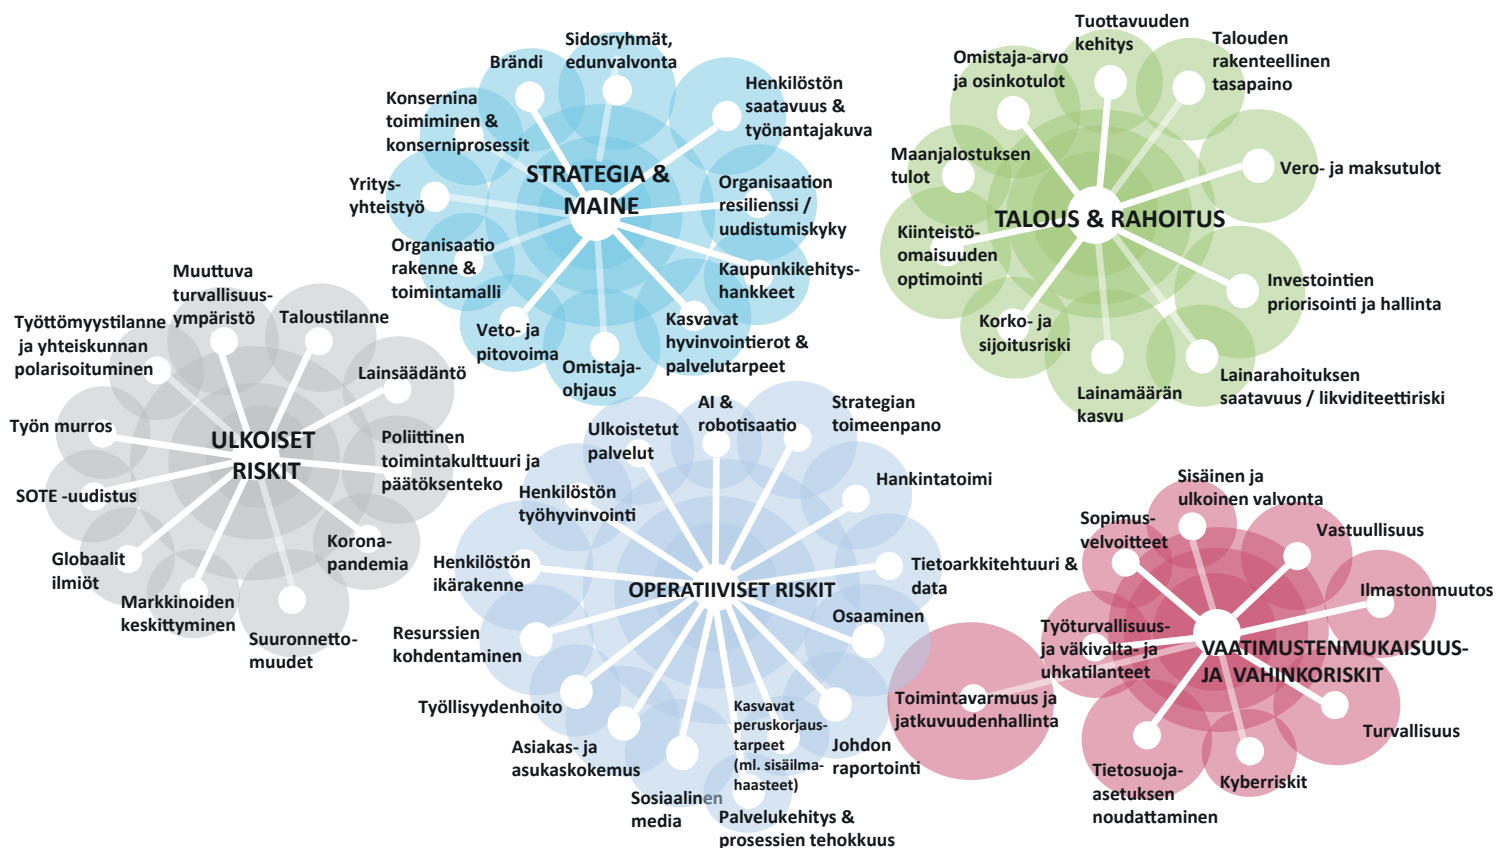 Sidosryhmät,
edunvalvonta
Brändi
Henkilöstön
saatavuus &
työnantajakuva
Konsernina
toimiminen &
konserniprosessit
STRATEGIA &
MAINE
Yritys-
yhteistyö
Organisaation
resilienssi /
uudistumiskyky
Organisaatio
rakenne &
toimintamalli
Kaupunkikehitys-
hankkeet
Veto- ja
pitovoima
Omistaja-
ohjaus
Kasvavat
hyvinvointierot &
palvelutarpeet
Tuottavuuden
kehitys
Omistaja-arvo
ja osinkotulot
Talouden
rakenteellinen
tasapaino
Maanjalostuksen
tulot
Vero- ja maksutulot
TALOUS & RAHOITUS
Kiinteistö-
omaisuuden
optimointi
Investointien
priorisointi ja hallinta
Korko- ja
sijoitusriski
Lainamäärän
kasvu
Lainarahoituksen
saatavuus / likviditeettiriski
Muuttuva
turvallisuus-
ympäristö
Taloustilanne
Työttömyystilanne
ja yhteiskunnan
polarisoituminen
Lainsäädäntö
Työn murros
ULKOISET
RISKIT
Poliittinen
toimintakulttuuri ja
päätöksenteko
SOTE -uudistus
Globaalit
ilmiöt
Korona-
pandemia
Markkinoiden
keskittyminen
Suuronnetto-
muudet
AI &
robotisaatio
Strategian
toimeenpano
Ulkoistetut
palvelut
Hankintatoimi
Henkilöstön
työhyvinvointi
Henkilöstön
ikärakenne
Tietoarkkitehtuuri &
data
OPERATIIVISET RISKIT
Osaaminen
Resurssien
kohdentaminen
Työllisyydenhoito
Asiakas- ja
asukaskokemus
Sosiaalinen
media
Kasvavat
peruskorjaus-
tarpeet
(ml. sisäilma-
haasteet)
Johdon
raportointi
Palvelukehitys &
prosessien tehokkuus
Sisäinen ja
ulkoinen valvonta
Sopimus-
velvoitteet
Vastuullisuus
Ilmastonmuutos
Työturvallisuus-
ja väkivalta- ja
uhkatilanteet
VAATIMUSTENMUKAISUUS-
JA VAHINKORISKIT
Toimintavarmuus ja
jatkuvuudenhallinta
Turvallisuus
Tietosuoja-
asetuksen
noudattaminen
Kyberriskit